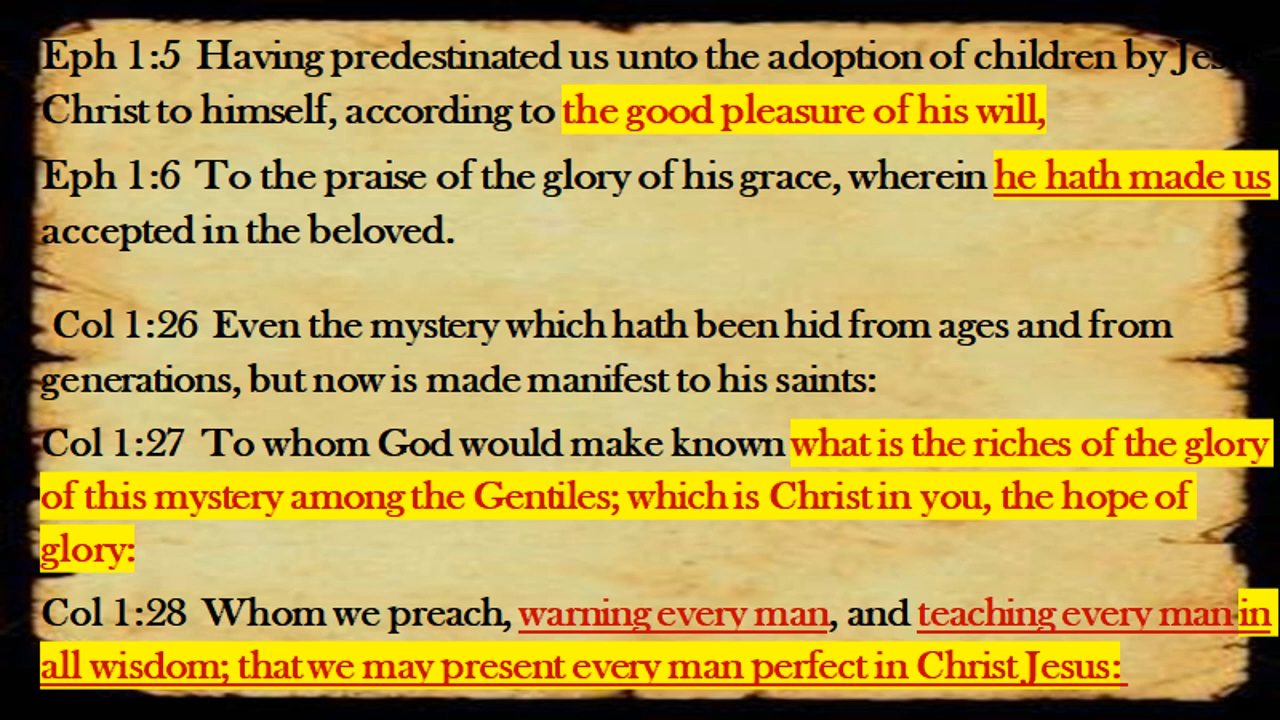 Eph 1:5 Having predestinated us unto the adoption of children by Jesus
Christ to himself, according to the good pleasure of his will,
Eph 1:6 To the praise of the glory of his grace, wherein he hath made us
accepted in the beloved.
Col 1:26 Even the mystery which hath been hid from ages and from
generations, but now is made manifest to his saints:
Col 1:27 To whom God would make known what is the riches of the glory
of this mystery among the Gentiles; which is Christ in you, the hope of
glory:
Col 1:28 Whom we preach, warning every man, and teaching every man in
all wisdom; that we may present every man perfect in Christ Jesus: